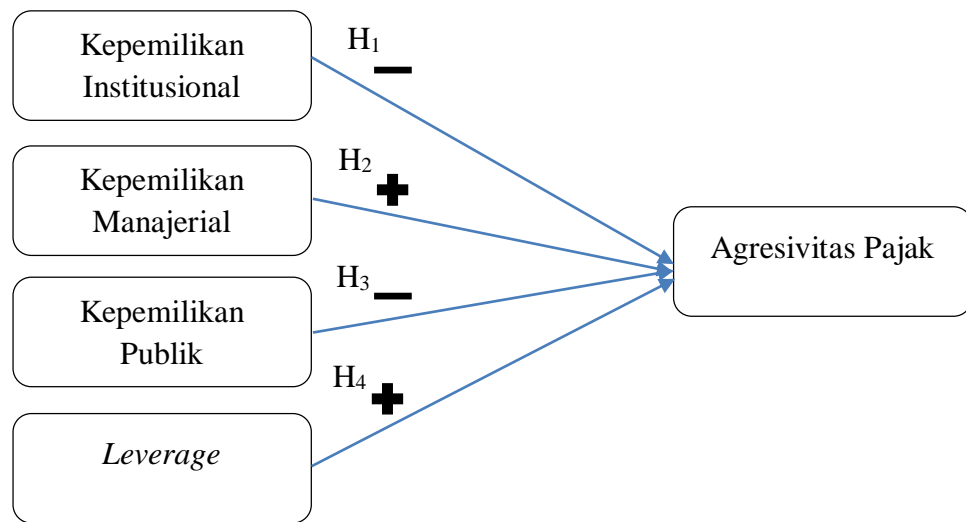 Kepemilikan
Institusional
H₁
Kepemilikan
Manajerial
H₂
Kepemilikan
Publik
H₃
Leverage
H₄
Agresivitas Pajak